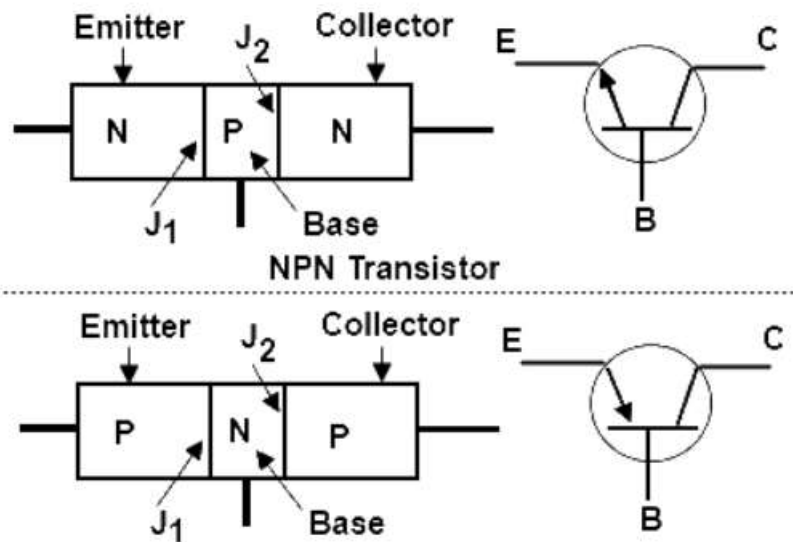 Emitter J2 Collector
E C
N P N
J1 Base B
NPN Transistor
Emitter J2 Collector
E C
P N P
J1 Base B